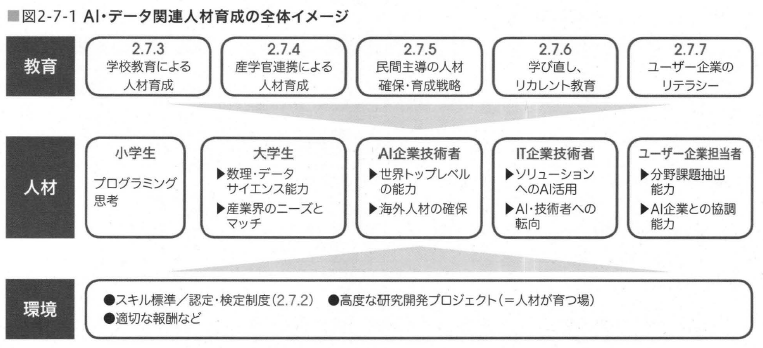 ■図2-7-1 AI・データ関連人材育成の全体イメージ
教育
2.7.3
学校教育による
人材育成
2.7.4
産学官連携による
人材育成
2.7.5
民間主導の人材
確保・育成戦略
2.7.6
学び直し、
リカレント教育
2.7.7
ユーザー企業の
リテラシー
人材
小学生
プログラミング
思考
大学生
▶数理・データ
サイエンス能力
▶産業界のニーズと
マッチ
AI企業技術者
▶世界トップレベル
の能力
▶海外人材の確保
IT企業技術者
▶ソリューション
へのAI活用
▶AI・技術者への
転向
ユーザー企業担当者
▶分野課題抽出
能力
▶AI企業との協調
能力
環境
●スキル標準／認定・検定制度（2.7.2） ●高度な研究開発プロジェクト（＝人材が育つ場）
●適切な報酬など